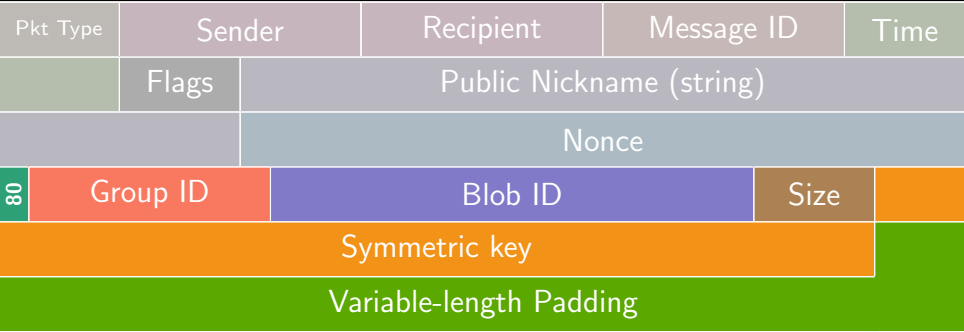 Pkt Type Sender Recipient Message ID Time
Flags Public Nickname (string)
Nonce
80 Group ID Blob ID Size
Symmetric key
Variable-length Padding